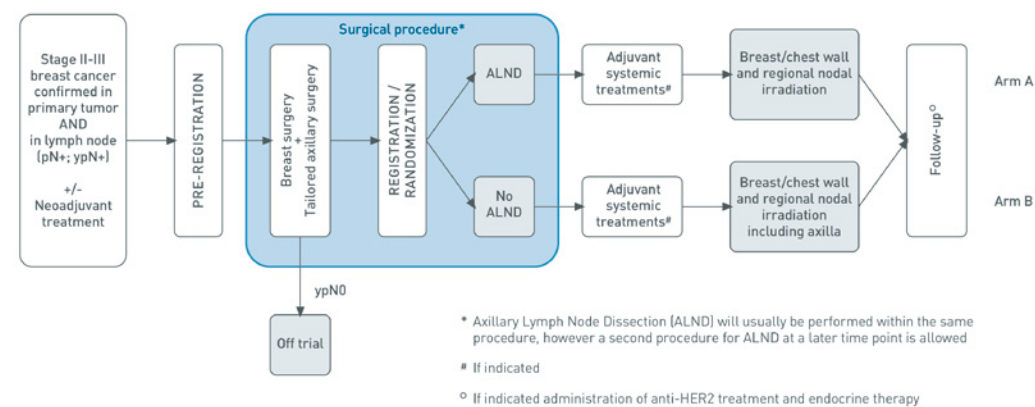 Surgical procedure*
Stage II-III
breast cancer
confirmed in
primary tumor
AND
in lymph node
(pN+; ypN+)
+/-
Neoadjuvant
treatment
PRE-REGISTRATION
Breast surgery
+
Tailored axillary surgery
REGISTRATION /
RANDOMIZATION
ALND
Adjuvant
systemic
treatments#
Breast/chest wall
and regional nodal
irradiation
Arm A
No
ALND
Adjuvant
systemic
treatments#
Breast/chest wall
and regional nodal
irradiation
including axilla
Arm B
Follow-up°
ypN0
Off trial
* Axillary Lymph Node Dissection (ALND) will usually be performed within the same
procedure, however a second procedure for ALND at a later time point is allowed
# If indicated
° If indicated administration of anti-HER2 treatment and endocrine therapy